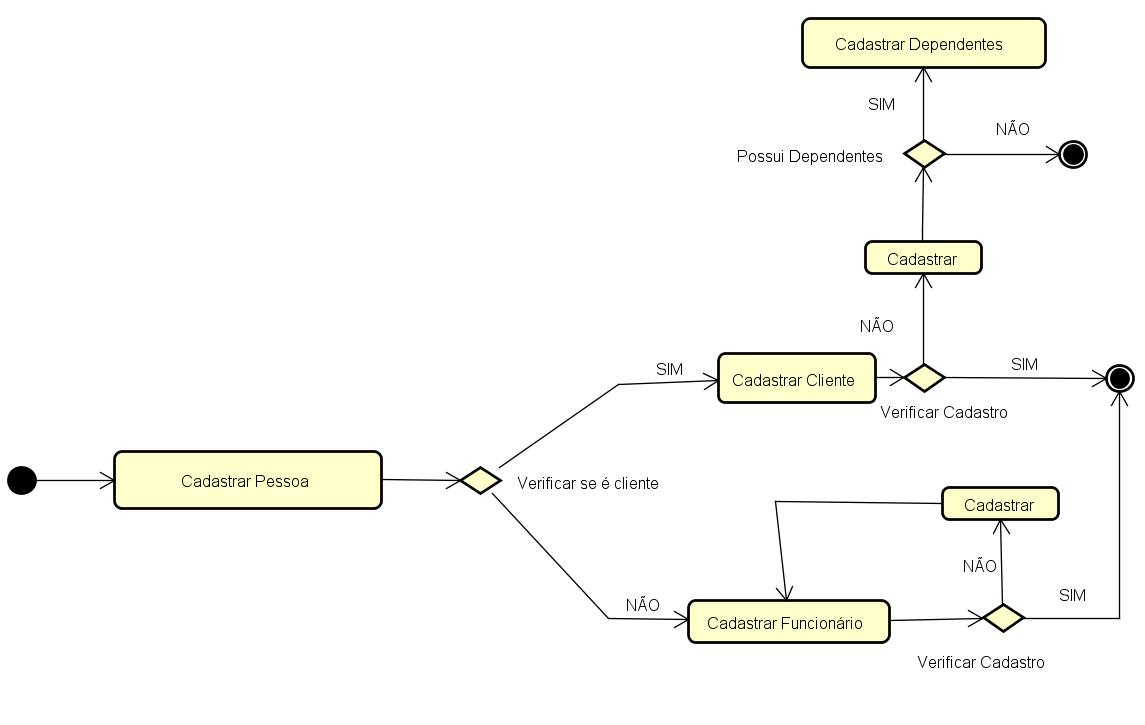 Cadastrar Dependentes
SIM
NÃO
Possui Dependentes
Cadastrar
NÃO
SIM
SIM
Cadastrar Cliente
Verificar Cadastro
Cadastrar Pessoa
Verificar se é cliente
Cadastrar
NÃO
SIM
NÃO
Cadastrar Funcionário
Verificar Cadastro